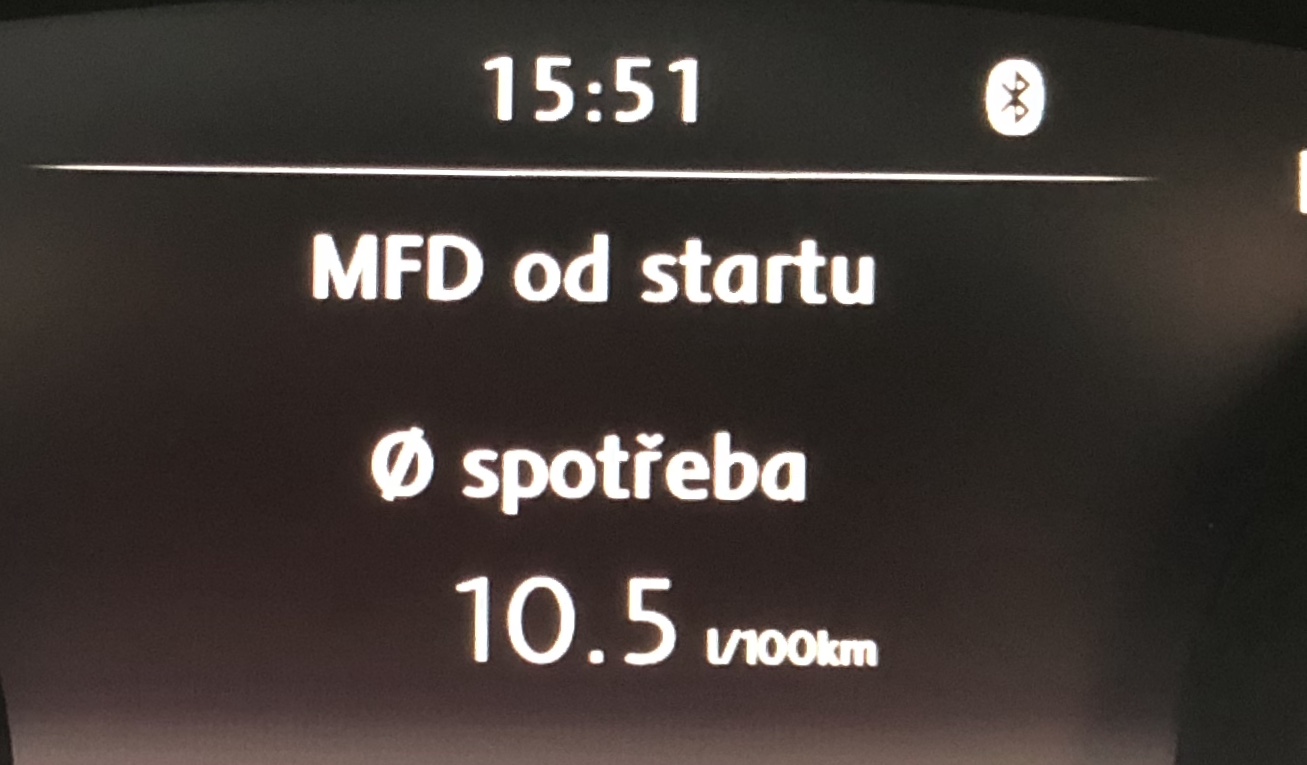 15:51
MFD od startu
Ø spotřeba
10.5 l/100km